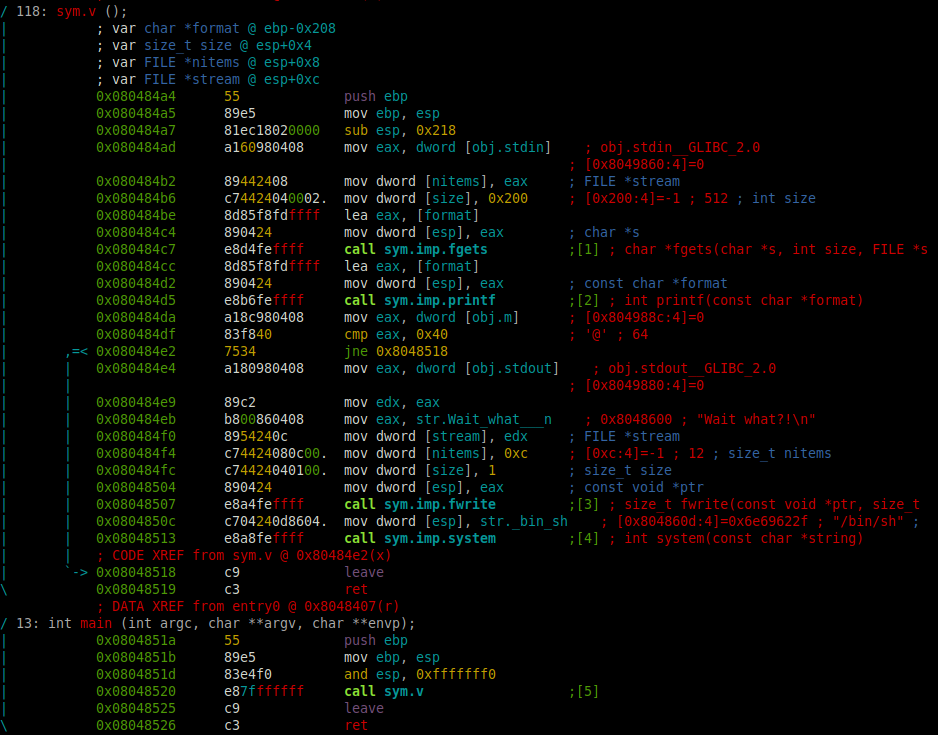 / 118: sym.v ();
|           ; var char *format @ ebp-0x208
|           ; var size_t size @ esp+0x4
|           ; var FILE *nitems @ esp+0x8
|           ; var FILE *stream @ esp+0xc
|           0x080484a4      55             push ebp
|           0x080484a5      89e5           mov ebp, esp
|           0x080484a7      81ec18020000   sub esp, 0x218
|           0x080484ad      a160980408     mov eax, dword [obj.stdin]    ; obj.stdin__GLIBC_2.0
|                                                                      ; [0x8049860:4]=0
|           0x080484b2      89442408       mov dword [nitems], eax     ; FILE *stream
|           0x080484b6      c74424040002.  mov dword [size], 0x200     ; [0x200:4]=-1 ; 512 ; int size
|           0x080484be      8d85f8fdffff   lea eax, [format]
|           0x080484c4      890424         mov dword [esp], eax        ; char *s
|           0x080484c7      e8d4feffff     call sym.imp.fgets          ;[1] ; char *fgets(char *s, int size, FILE *s
|           0x080484cc      8d85f8fdffff   lea eax, [format]
|           0x080484d2      890424         mov dword [esp], eax        ; const char *format
|           0x080484d5      e8b6feffff     call sym.imp.printf         ;[2] ; int printf(const char *format)
|           0x080484da      a18c980408     mov eax, dword [obj.m]      ; [0x804988c:4]=0
|           0x080484df      83f840         cmp eax, 0x40               ; '@' ; 64
|       ,=< 0x080484e2      7534           jne 0x8048518
|       |   0x080484e4      a180980408     mov eax, dword [obj.stdout]    ; obj.stdout__GLIBC_2.0
|       |                                                              ; [0x8049880:4]=0
|       |   0x080484e9      89c2           mov edx, eax
|       |   0x080484eb      b800860408     mov eax, str.Wait_what___n    ; 0x8048600 ; "Wait what?!\n"
|       |   0x080484f0      8954240c       mov dword [stream], edx     ; FILE *stream
|       |   0x080484f4      c74424080c00.  mov dword [nitems], 0xc     ; [0xc:4]=-1 ; 12 ; size_t nitems
|       |   0x080484fc      c74424040100.  mov dword [size], 1         ; size_t size
|       |   0x08048504      890424         mov dword [esp], eax        ; const void *ptr
|       |   0x08048507      e8a4feffff     call sym.imp.fwrite         ;[3] ; size_t fwrite(const void *ptr, size_t
|       |   0x0804850c      c704240d8604.  mov dword [esp], str._bin_sh    ; [0x804860d:4]=0x6e69622f ; "/bin/sh" ;
|       |   0x08048513      e8a8feffff     call sym.imp.system         ;[4] ; int system(const char *string)
|       |   ; CODE XREF from sym.v @ 0x80484e2(x)
|       `-> 0x08048518      c9             leave
\           0x08048519      c3             ret
            ; DATA XREF from entry0 @ 0x8048407(r)
/ 13: int main (int argc, char **argv, char **envp);
|           0x0804851a      55             push ebp
|           0x0804851b      89e5           mov ebp, esp
|           0x0804851d      83e4f0         and esp, 0xfffffff0
|           0x08048520      e87fffffff     call sym.v                  ;[5]
|           0x08048525      c9             leave
\           0x08048526      c3             ret